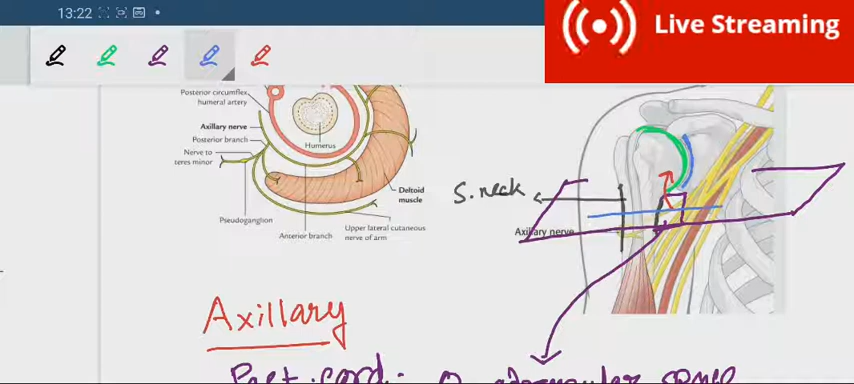 13:22
Live Streaming
Posterior circumflex
humeral artery
Axillary nerve
Posterior branch
Nerve to
teres minor
Humerus
Deltoid
muscle
Pseudoganglion
Anterior branch
Upper lateral cutaneous
nerve of arm
S. neck
Axillary nerve
Axillary